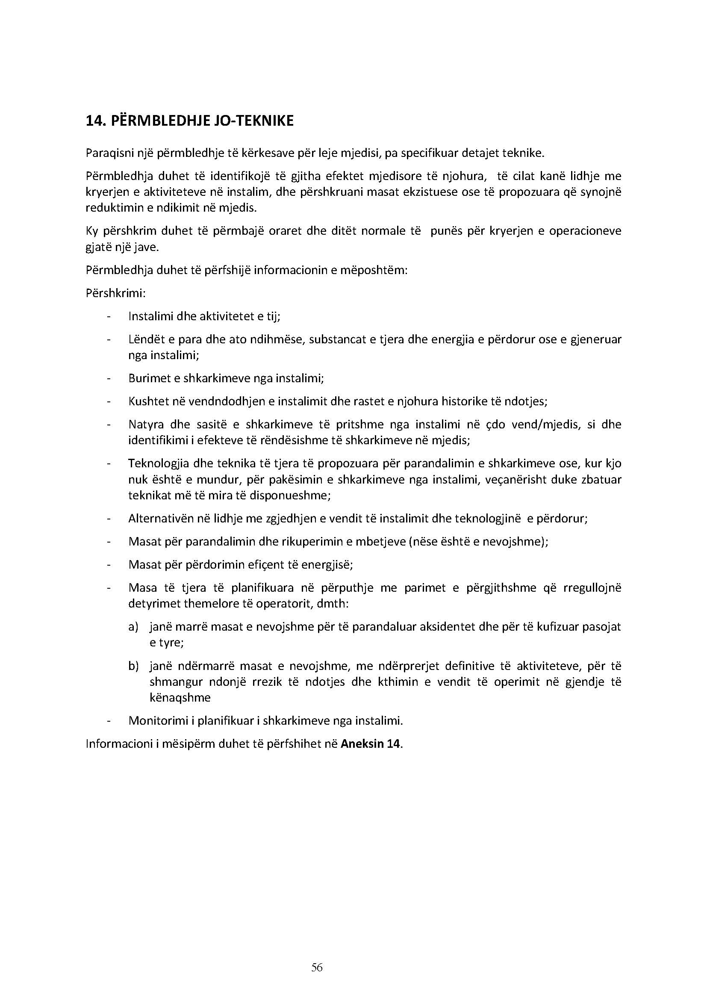 14. PËRMBLEDHJE JO-TEKNIKE
Paraqisni një përmbledhje të kërkesave për leje mjedisi, pa specifikuar detajet teknike.
Përmbledhja duhet të identifikojë të gjitha efektet mjedisore të njohura, të cilat kanë lidhje me
kryerjen e aktiviteteve në instalim, dhe përshkruani masat ekzistuese ose të propozuara që synojnë
reduktimin e ndikimit në mjedis.
Ky përshkrim duhet të përmbajë oraret dhe ditët normale të punës për kryerjen e operacioneve
gjatë një jave.
Përmbledhja duhet të përfshijë informacionin e mëposhtëm:
Përshkrimi:
- Instalimi dhe aktivitetet e tij;
- Lëndët e para dhe ato ndihmëse, substancat e tjera dhe energjia e përdorur ose e gjeneruar
nga instalimi;
- Burimet e shkarkimeve nga instalimi;
- Kushtet në vendndodhjen e instalimit dhe rastet e njohura historike të ndotjes;
- Natyra dhe sasitë e shkarkimeve të pritshme nga instalimi në çdo vend/mjedis, si dhe
identifikimi i efekteve të rëndësishme të shkarkimeve në mjedis;
- Teknologjia dhe teknika të tjera të propozuara për parandalimin e shkarkimeve ose, kur kjo
nuk është e mundur, për pakësimin e shkarkimeve nga instalimi, veçanërisht duke zbatuar
teknikat më të mira të disponueshme;
- Alternativën në lidhje me zgjedhjen e vendit të instalimit dhe teknologjinë e përdorur;
- Masat për parandalimin dhe rikuperimin e mbetjeve (nëse është e nevojshme);
- Masat për përdorimin efiçent të energjisë;
- Masa të tjera të planifikuara në përputhje me parimet e përgjithshme që rregullojnë
detyrimet themelore të operatorit, dmth:
a) janë marrë masat e nevojshme për të parandaluar aksidentet dhe për të kufizuar pasojat
e tyre;
b) janë ndërmarrë masat e nevojshme, me ndërprerjet definitive të aktiviteteve, për të
shmangur ndonjë rrezik të ndotjes dhe kthimin e vendit të operimit në gjendje të
kënaqshme
- Monitorimi i planifikuar i shkarkimeve nga instalimi.
Informacioni i mësipërm duhet të përfshihet në Aneksin 14.
56